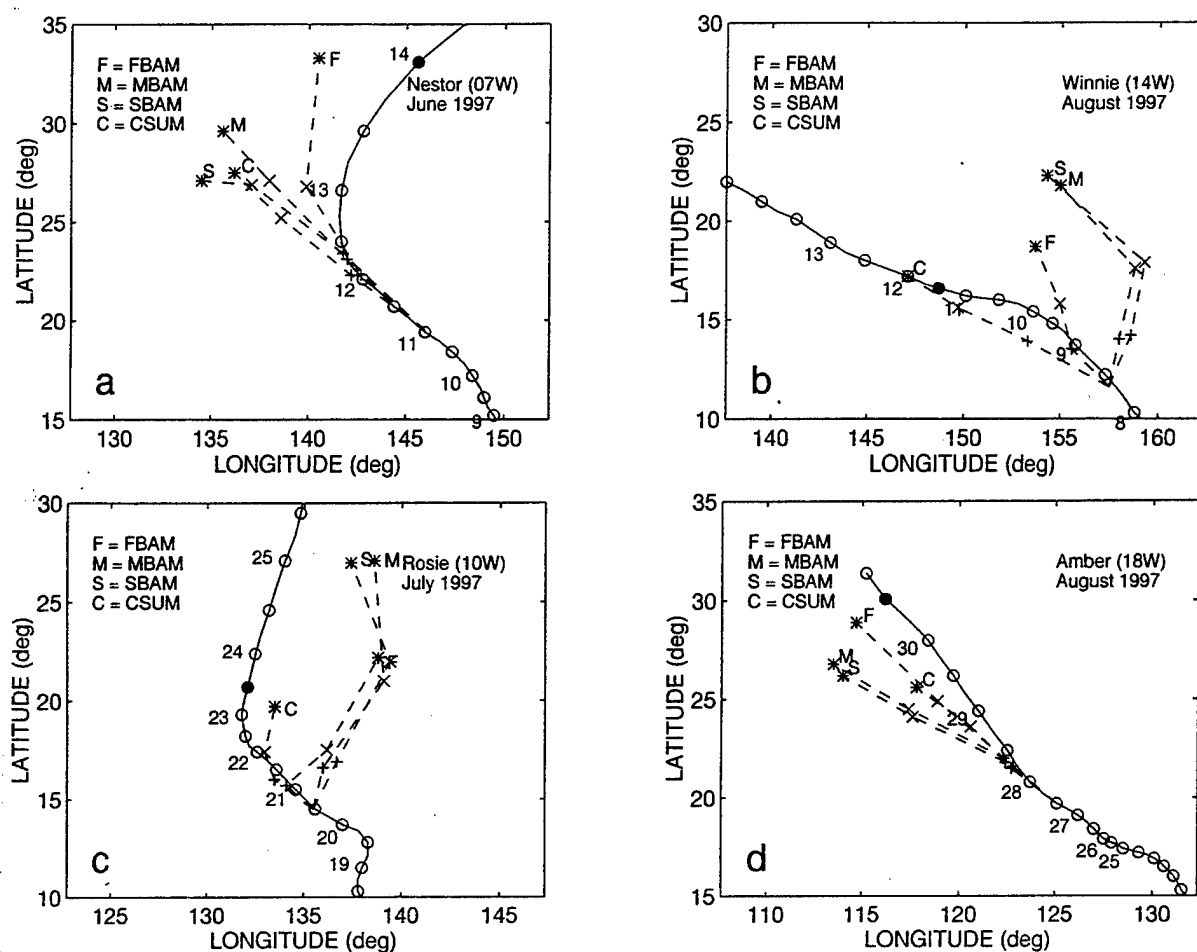 35
30
25
20
15
LATITUDE (deg)
F = FBAM
M = MBAM
S = SBAM
C = CSUM
Nestor (07W)
June 1997
14
F
M
S
C
13
12
11
10
9
a
130 135 140 145 150
LONGITUDE (deg)
30
25
20
15
10
LATITUDE (deg)
F = FBAM
M = MBAM
S = SBAM
C = CSUM
Winnie (14W)
August 1997
S
M
F
C
13
12
10
9
8
b
140 145 150 155 160
LONGITUDE (deg)
30
25
20
15
10
LATITUDE (deg)
F = FBAM
M = MBAM
S = SBAM
C = CSUM
Rosie (10W)
July 1997
S
M
25
24
F
C
23
22
21
20
19
c
125 130 135 140 145
LONGITUDE (deg)
35
30
25
20
15
LATITUDE (deg)
F = FBAM
M = MBAM
S = SBAM
C = CSUM
Amber (18W)
August 1997
F
30
M
S
C
29
28
27
26
25
d
110 115 120 125 130
LONGITUDE (deg)